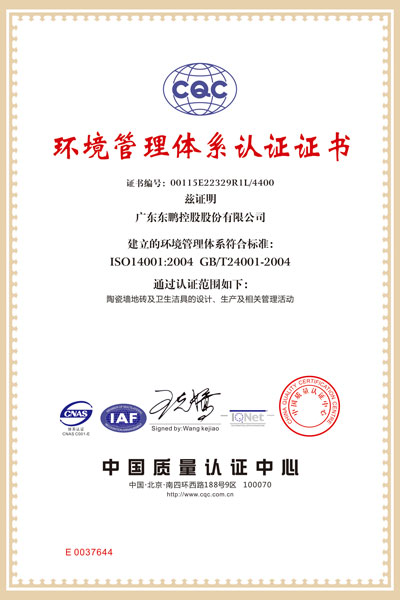 CQC
环境管理体系认证证书
证书编号：00115E22329R1L/4400
兹证明
广东东鹏控股股份有限公司
建立的环境管理体系符合标准：
ISO14001:2004 GB/T24001-2004
通过认证范围如下：
陶瓷墙地砖及卫生洁具的设计、生产及相关管理活动
CNAS
CNAS C001-E
IAF
Signed by: Wang kejiao
IQNet
CHINA QUALITY CERTIFICATION CENTRE
中国质量认证中心
中国质量认证中心
中国·北京·南四环西路188号9区 100070
http://www.cqc.com.cn
E 0037644